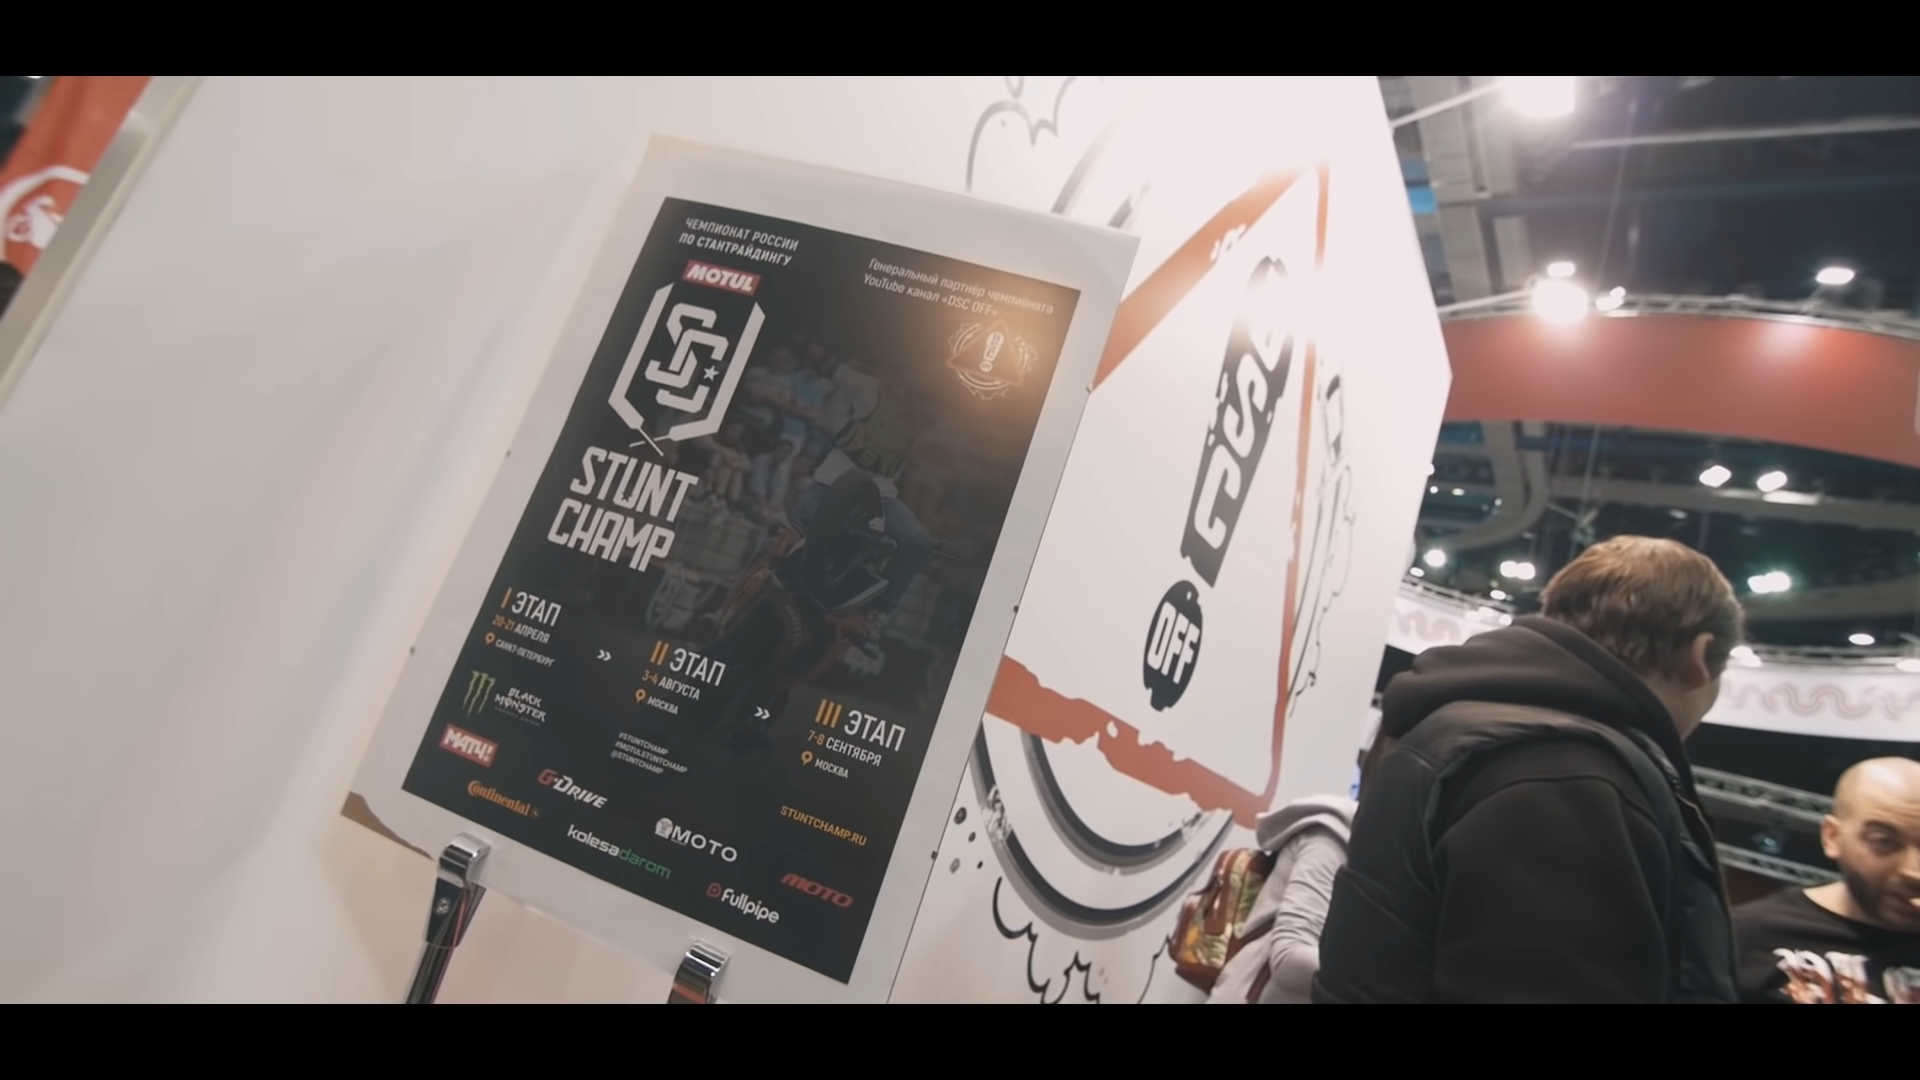 ЧЕМПИОНАТ РОССИИ
ПО СТАНТРАЙДИНГУ
MOTUL
Генеральный партнёр чемпионата
YouTube канал «DSC OFF»
STUNT
CHAMP
I ЭТАП
20-21 АПРЕЛЯ
САНКТ-ПЕТЕРБУРГ
II ЭТАП
3-4 АВГУСТА
МОСКВА
III ЭТАП
7-8 СЕНТЯБРЯ
МОСКВА
BLACK
MONSTER
МАТЧ!
#STUNTCHAMP
#MOTULSTUNTCHAMP
@STUNTCHAMP
Continental
G-DRIVE
kolesadarom
MOTO
STUNTCHAMP.RU
Fullpipe
MOTO
OFF